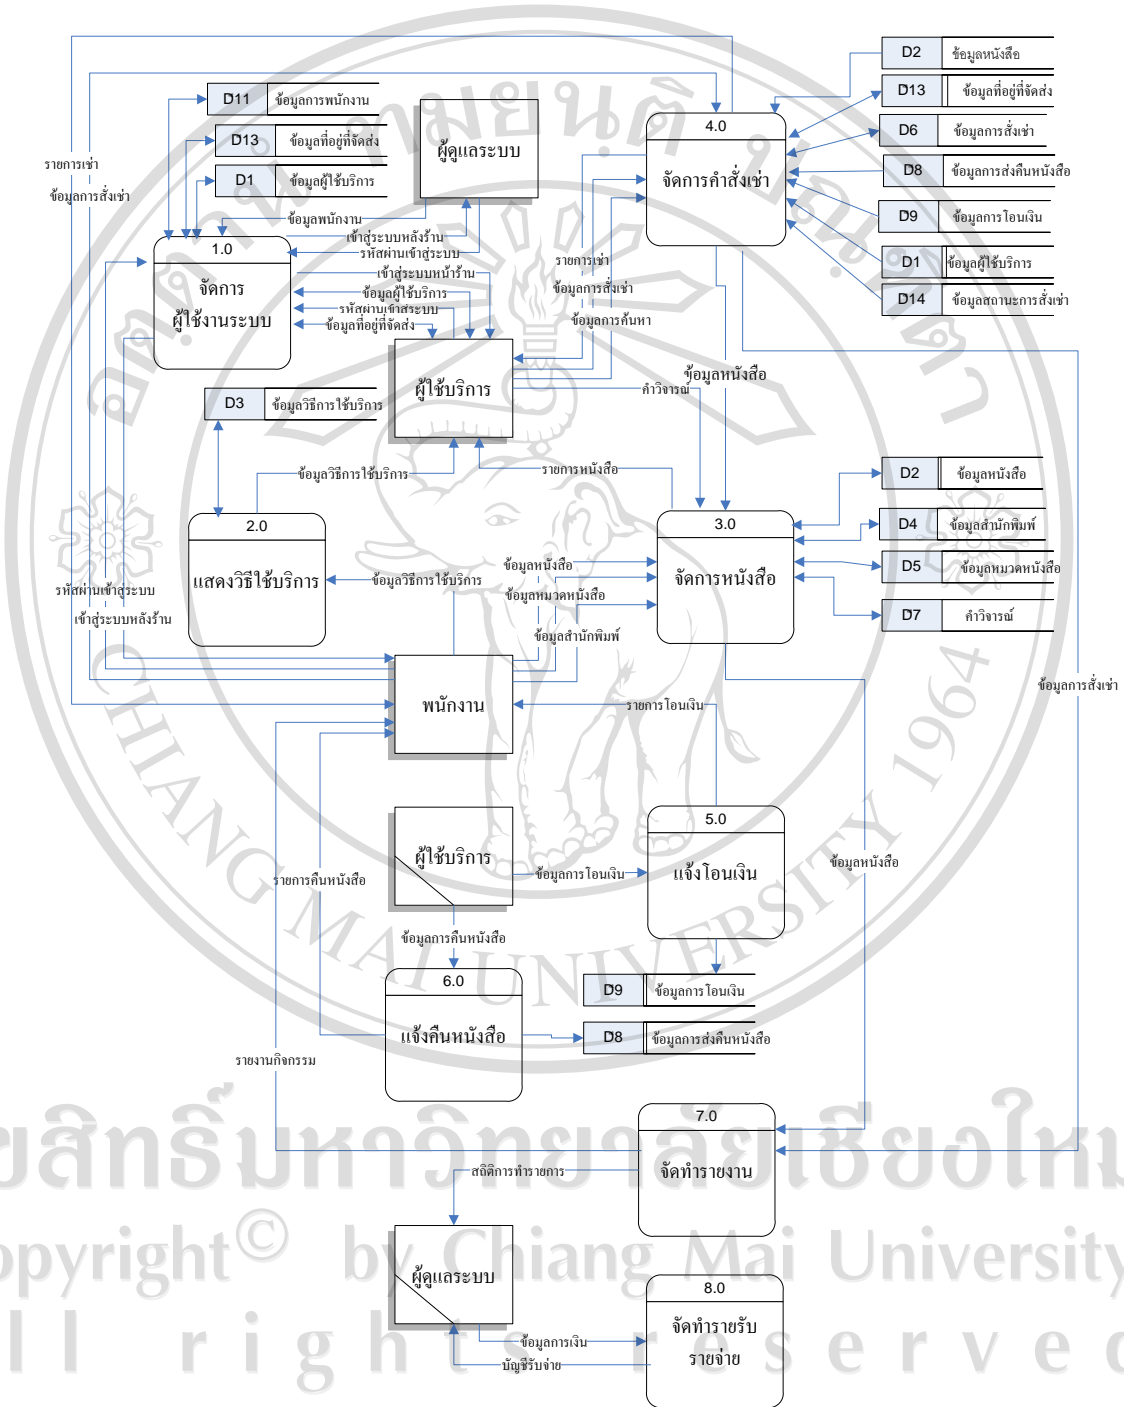 D2 ข้อมูลหนังสือ
D13 ข้อมูลที่อยู่ที่จัดส่ง
D6 ข้อมูลการสั่งเช่า
D8 ข้อมูลการส่งคืนหนังสือ
D9 ข้อมูลการโอนเงิน
D1 ข้อมูลผู้ใช้บริการ
D14 ข้อมูลสถานะการสั่งเช่า
D11 ข้อมูลการพนักงาน
D13 ข้อมูลที่อยู่ที่จัดส่ง
D1 ข้อมูลผู้ใช้บริการ
ผู้ดูแลระบบ
4.0
จัดการคำสั่งเช่า
รายการเช่า
ข้อมูลการสั่งเช่า
ข้อมูลพนักงาน
เข้าสู่ระบบหลังร้าน
รหัสผ่านเข้าสู่ระบบ
เข้าสู่ระบบหน้าร้าน
ข้อมูลผู้ใช้บริการ
รหัสผ่านเข้าสู่ระบบ
ข้อมูลที่อยู่ที่จัดส่ง
1.0
จัดการ
ผู้ใช้งานระบบ
รายการเช่า
ข้อมูลการสั่งเช่า
ข้อมูลการค้นหา
ข้อมูลหนังสือ
ผู้ใช้บริการ
คำวิจารณ์
D3 ข้อมูลวิธีการใช้บริการ
ข้อมูลวิธีการใช้บริการ
รายการหนังสือ
D2 ข้อมูลหนังสือ
D4 ข้อมูลสำนักพิมพ์
D5 ข้อมูลหมวดหนังสือ
D7 คำวิจารณ์
2.0
แสดงวิธีใช้บริการ
3.0
จัดการหนังสือ
ข้อมูลวิธีการใช้บริการ
ข้อมูลหนังสือ
ข้อมูลหมวดหนังสือ
ข้อมูลสำนักพิมพ์
รหัสผ่านเข้าสู่ระบบ
เข้าสู่ระบบหลังร้าน
พนักงาน
รายการโอนเงิน
ข้อมูลการสั่งเช่า
ผู้ใช้บริการ
ข้อมูลการโอนเงิน
5.0
แจ้งโอนเงิน
ข้อมูลหนังสือ
รายการคืนหนังสือ
ข้อมูลการคืนหนังสือ
6.0
แจ้งคืนหนังสือ
D9 ข้อมูลการโอนเงิน
D8 ข้อมูลการส่งคืนหนังสือ
รายงานกิจกรรม
7.0
จัดทำรายงาน
สถิติการทำรายการ
ผู้ดูแลระบบ
8.0
จัดทำรายรับ
รายจ่าย
ข้อมูลการเงิน
บัญชีรับจ่าย
CHIANG MAI UNIVERSITY 1964
ขสิทธิ์มหาวิทยาลัยเชียงใหม
opyright© by Chiang Mai University
ll rights reserved